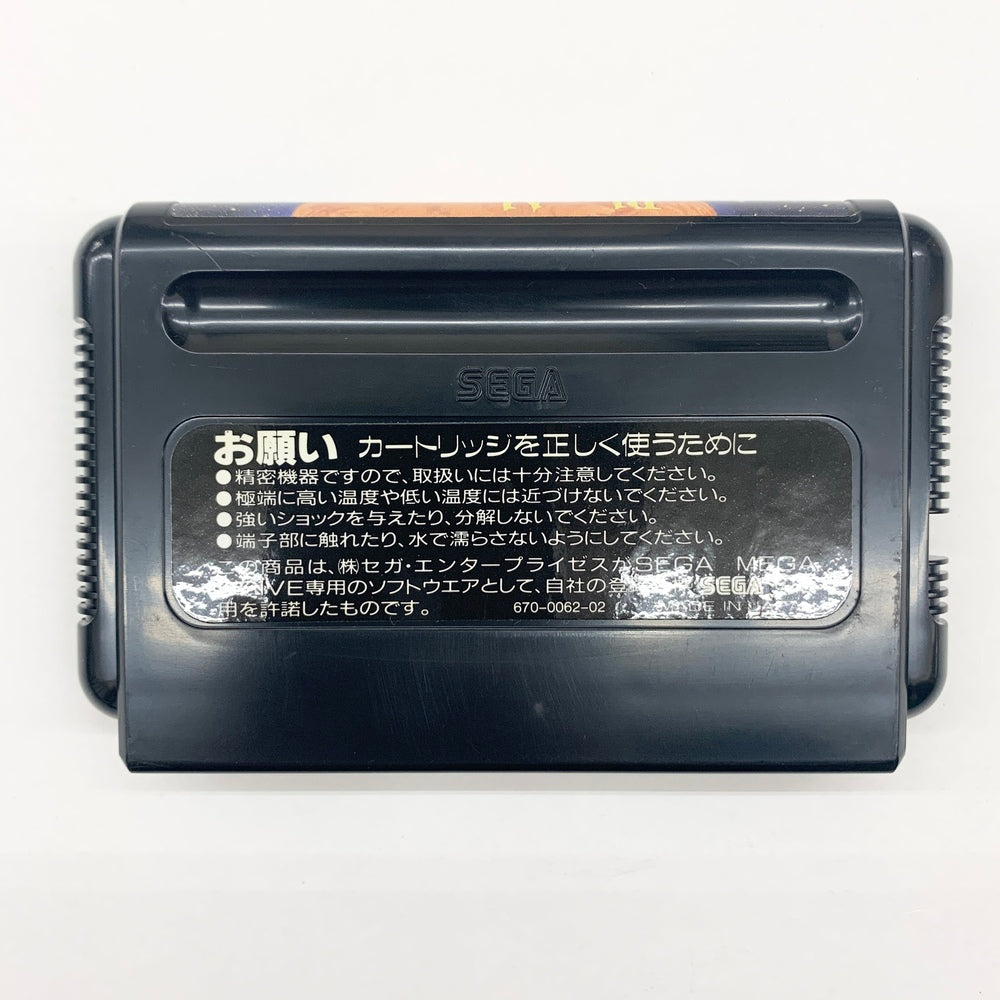 SEGA
お願い カートリッジを正しく使うために
●精密機器ですので、取扱いには十分注意してください。
●極端に高い温度や低い温度には近づけないでください。
●強いショックを与えたり、分解しないでください。
●端子部に触れたり、水で濡らさないようにしてください。
この商品は、㈱セガ・エンタープライゼスがSEGA MEGA
IVE専用のソフトウエアとして、自社の登 SEGA
用を許諾したものです。 670-0062-02 MADE IN